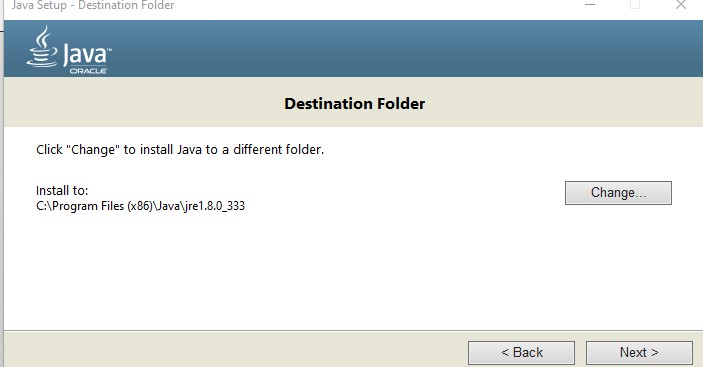 Java Setup - Destination Folder
Java™
ORACLE
Destination Folder
Click "Change" to install Java to a different folder.
Install to:
C:\Program Files (x86)\Java\jre1.8.0_333
Change...
< Back
Next >